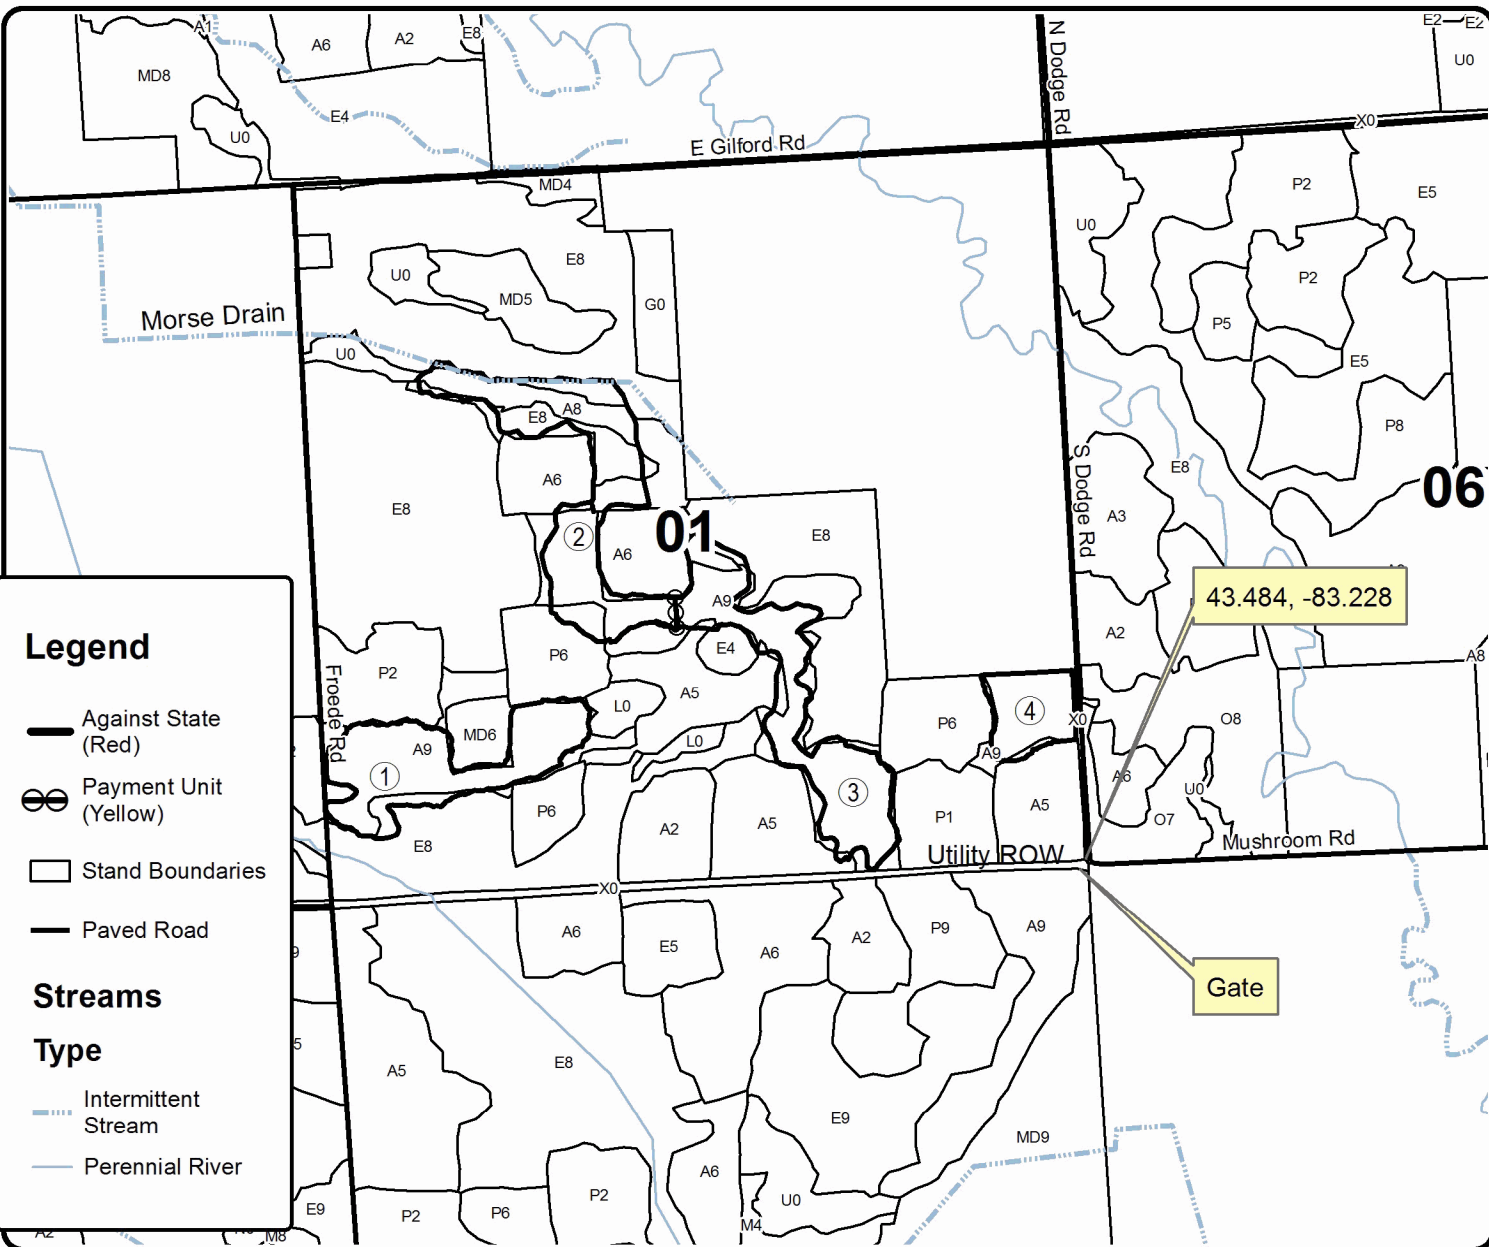 A1
A6
A2
E8
E2
E2
MD8
U0
E4
U0
N Dodge Rd
X0
E Gilford Rd
MD4
P2
E5
U0
E8
U0
MD5
G0
P2
P5
Morse Drain
U0
E5
E8
A8
P8
A6
S Dodge Rd
E8
06
E8
2
A6
01
E8
A3
43.484, -83.228
A9
A2
P6
E4
P2
A8
Froede Rd
L0
A5
P6
4
X0
O8
A9
MD6
L0
A9
1
3
A6
U0
P6
A2
A5
P1
A5
O7
E8
Utility ROW
Mushroom Rd
X0
A6
E5
A6
A2
P9
A9
Gate
A5
E8
E9
MD9
A6
P2
U0
E9
P2
P6
M4
M8
A2
Legend
Against State
(Red)
Payment Unit
(Yellow)
Stand Boundaries
Paved Road
Streams
Type
Intermittent
Stream
Perennial River